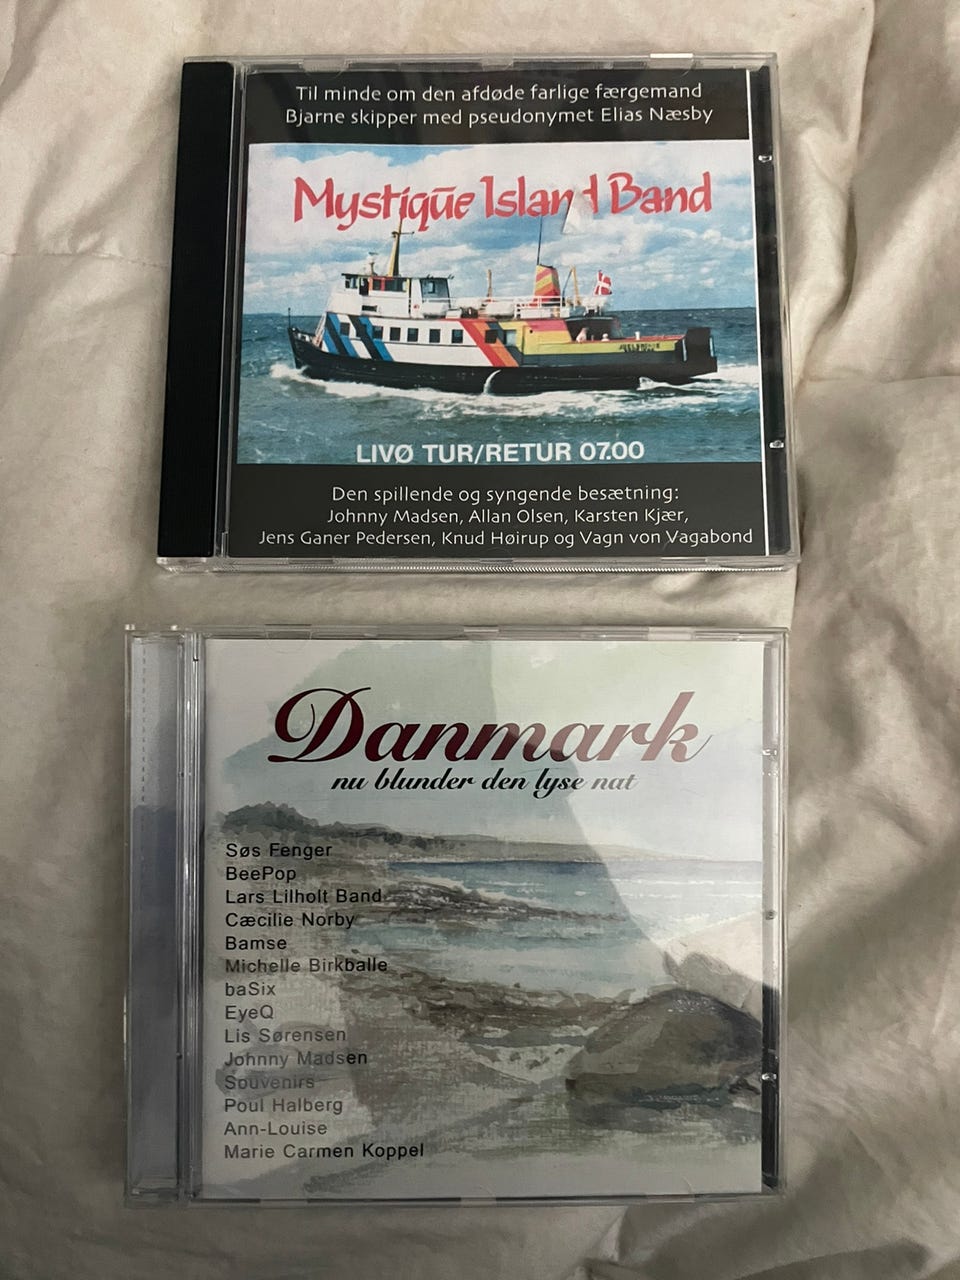 Til minde om den afdøde farlige færgemand
Bjarne skipper med pseudonymet Elias Næsby
Mystique Island Band
LIVØ TUR/RETUR 07.00
Den spillende og syngende besætning:
Johnny Madsen, Allan Olsen, Karsten Kjær,
Jens Ganer Pedersen, Knud Høirup og Vagn von Vagabond
Danmark
nu blunder den lyse nat
Søs Fenger
BeePop
Lars Lilholt Band
Cæcilie Norby
Bamse
Michelle Birkballe
baSix
EyeQ
Lis Sørensen
Johnny Madsen
Souvenirs
Poul Halberg
Ann-Louise
Marie Carmen Koppel